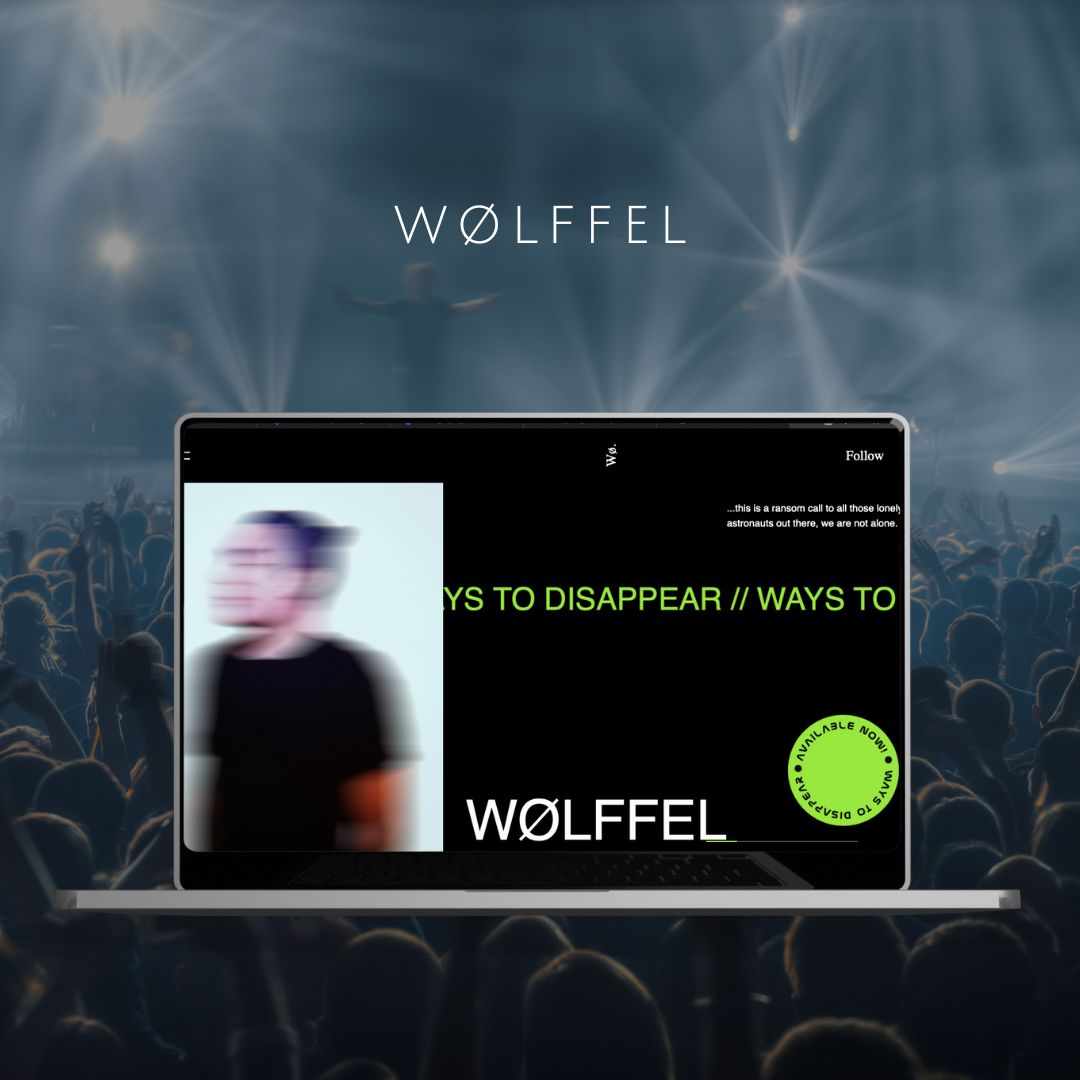 WØLFFEL
Wø.
Follow
...this is a ransom call to all those lonely
astronauts out there, we are not alone.
AYS TO DISAPPEAR // WAYS TO
AVAILABLE NOW! • WAYS TO DISAPPEAR •
WØLFFEL